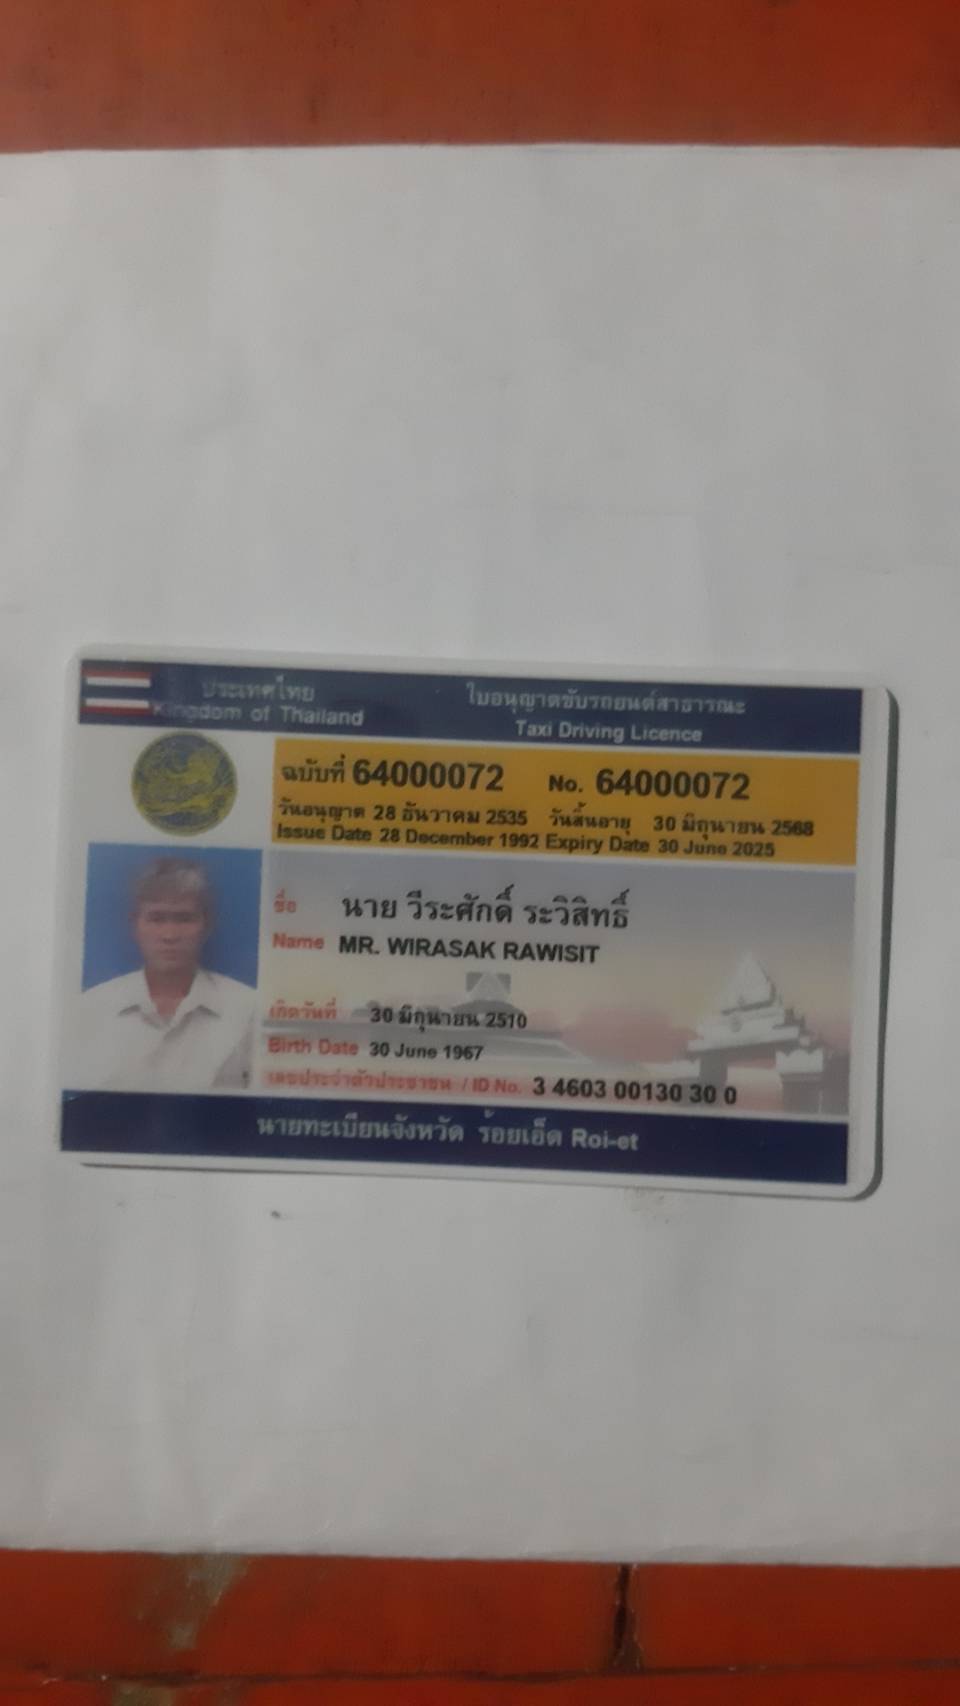 ประเทศไทย
Kingdom of Thailand
ใบอนุญาตขับรถยนต์สาธารณะ
Taxi Driving Licence
ฉบับที่ 64000072 No. 64000072
วันอนุญาต 28 ธันวาคม 2535 วันสิ้นอายุ 30 มิถุนายน 2568
Issue Date 28 December 1992 Expiry Date 30 June 2025
ชื่อ นาย วีระศักดิ์ ระวิสิทธิ์
Name MR. WIRASAK RAWISIT
เกิดวันที่ 30 มิถุนายน 2510
Birth Date 30 June 1967
เลขประจำตัวประชาชน / ID No. 3 4603 00130 30 0
นายทะเบียนจังหวัด ร้อยเอ็ด Roi-et